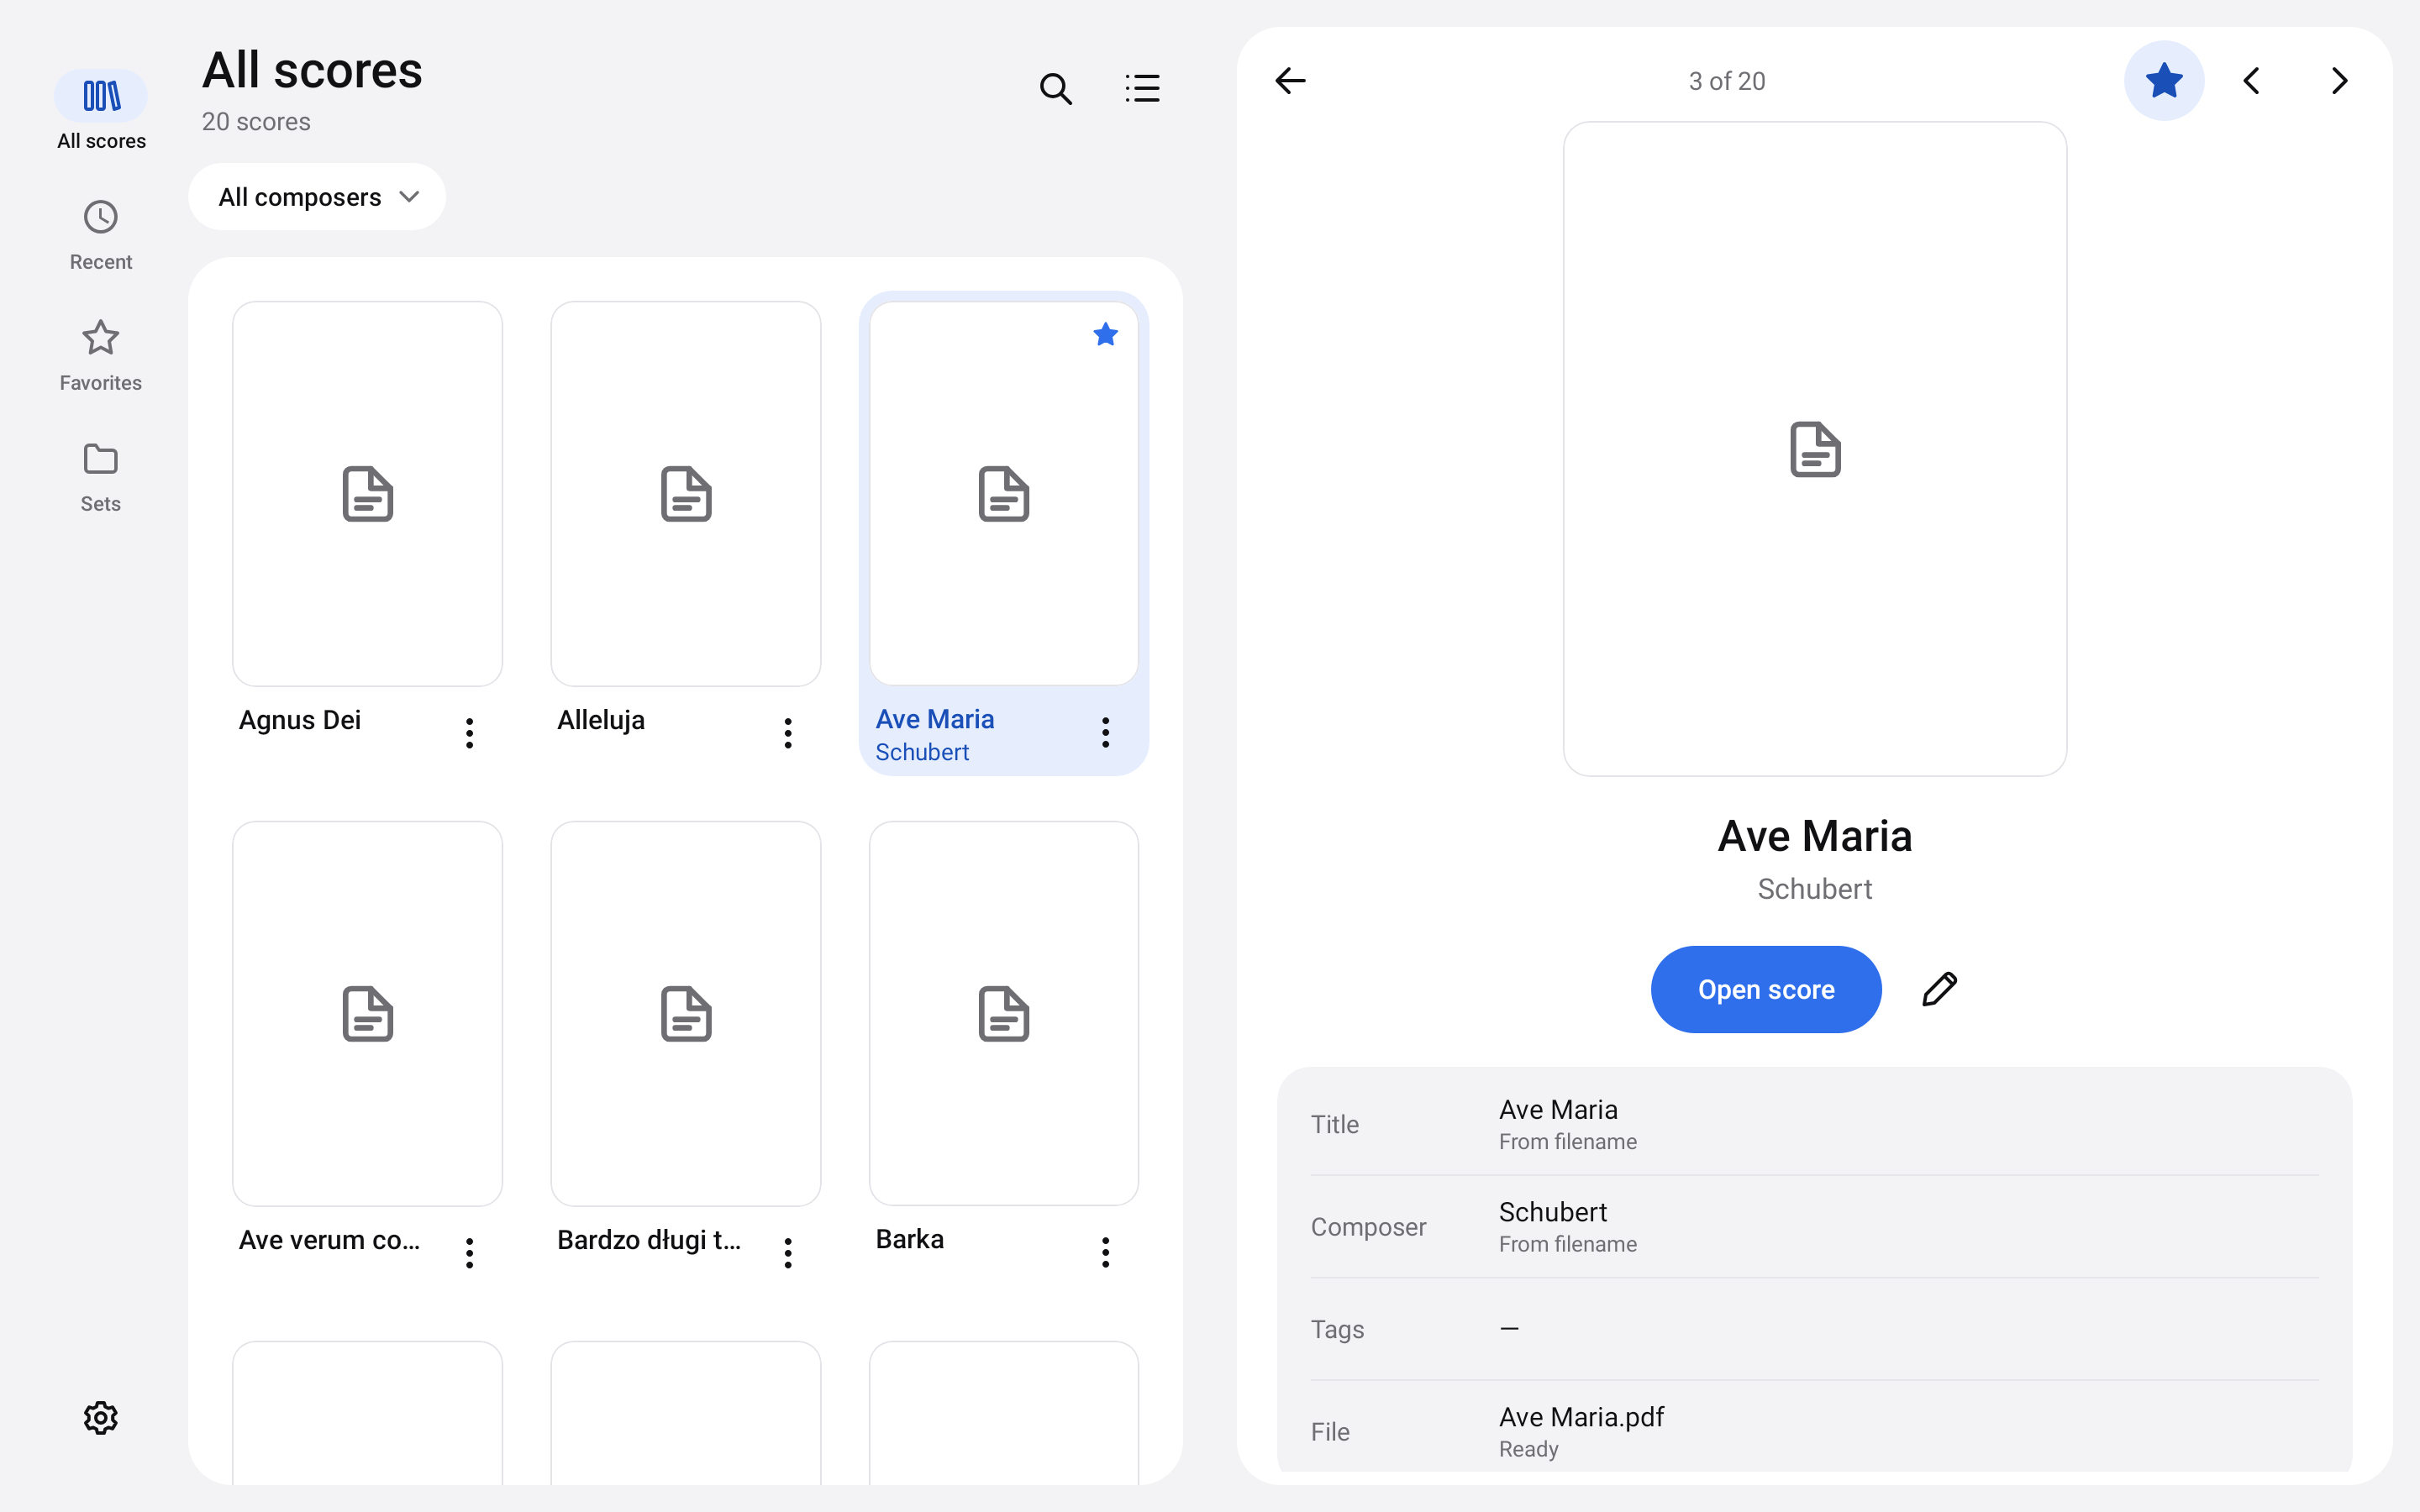 All scores
Recent
Favorites
Sets
All scores
20 scores
All composers
Agnus Dei
Alleluja
Ave Maria
Schubert
Ave verum co...
Bardzo długi t...
Barka
3 of 20
Ave Maria
Schubert
Open score
Title
Ave Maria
From filename
Composer
Schubert
From filename
Tags
—
File
Ave Maria.pdf
Ready